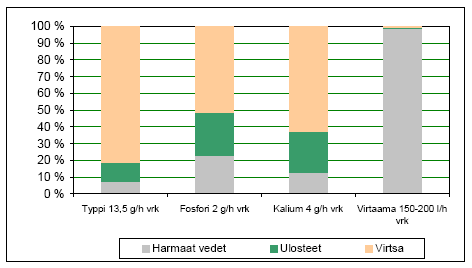 100 %
90 %
80 %
70 %
60 %
50 %
40 %
30 %
20 %
10 %
0 %
Typpi 13,5 g/h vrk
Fosfori 2 g/h vrk
Kalium 4 g/h vrk
Virtaama 150-200 l/h
vrk
Harmaat vedet
Ulosteet
Virtsa